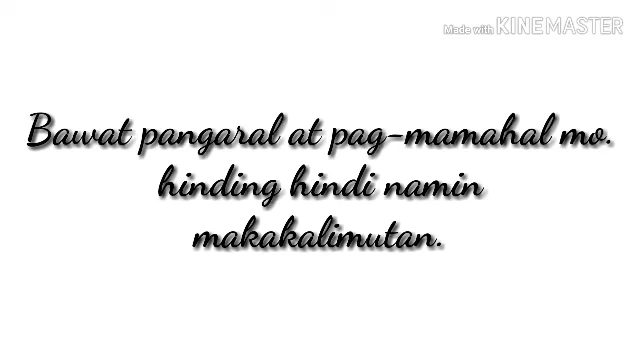 Made with KINEMASTER
Bawat pangaral at pag-mamahal mo.
hinding hindi namin
makakalimutan.